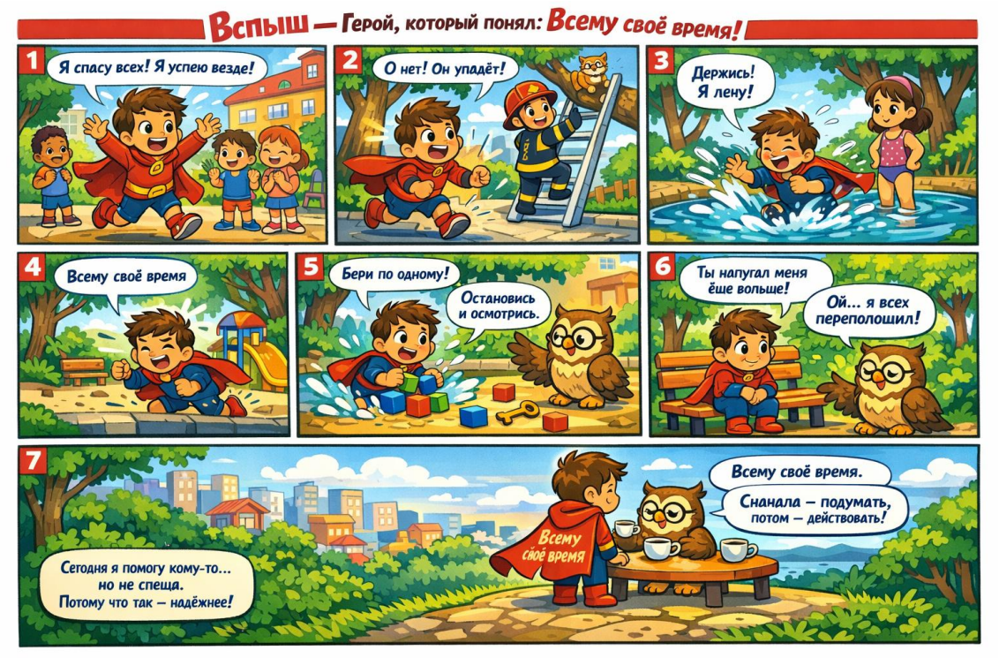 Вспыш — Герой, который понял: Всему своё время!
1
Я спасу всех! Я успею везде!
2
О нет! Он упадёт!
3
Держись!
Я лену!
4
Всему своё время
5
Бери по одному!
Остановись
и осмотрись.
6
Ты напугал меня
ёше вольше!
Ой... я всех
переполошил!
7
Всему своё время.
Сначала — подумать,
потом — действовать!
Всему
своё время
Сегодня я помогу кому-то...
но не спеща.
Потому что так — надёжнее!